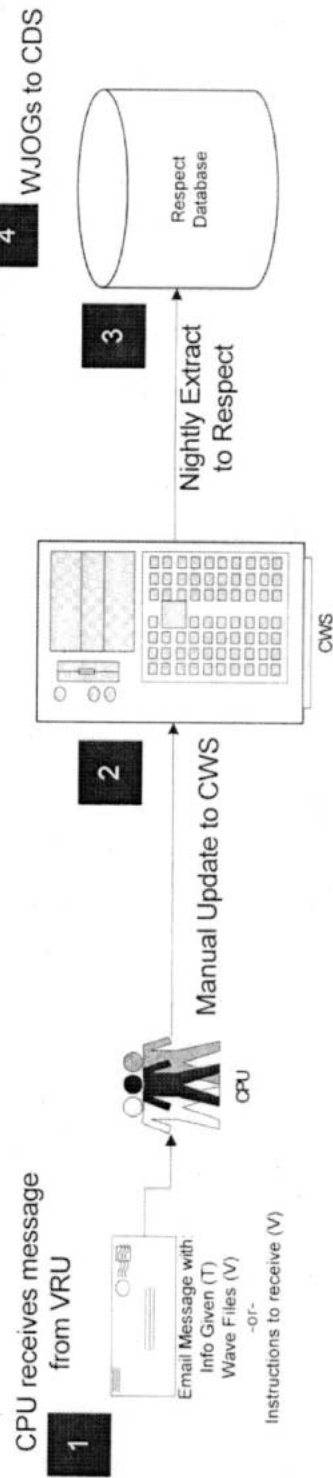 1
CPU receives message
from VRU
Email Message with:
Info Given (T)
Wave Files (V)
-or-
Instructions to receive (V)
CPU
2
Manual Update to CWS
CWS
3
Nightly Extract
to Respect
Respect
Database
4
WJOGs to CDS